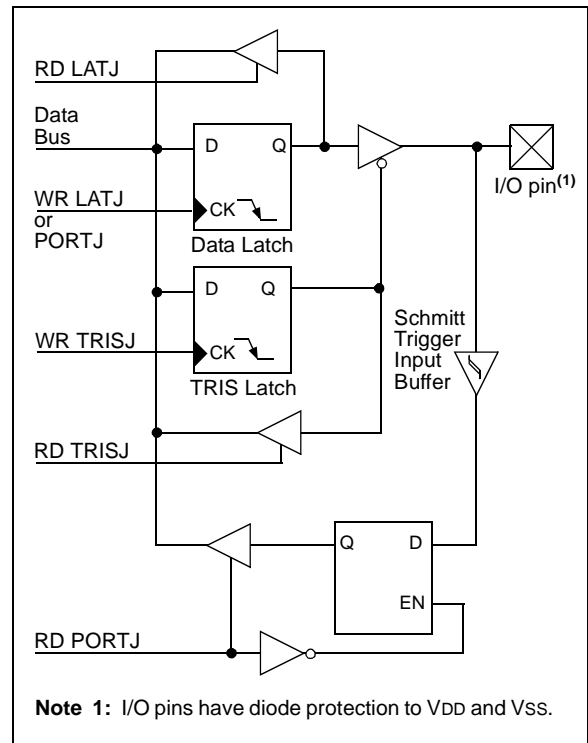 RD LATJ
Data
Bus
D Q
WR LATJ
or
PORTJ
CK
Data Latch
I/O pin(1)
D Q
WR TRISJ
CK
TRIS Latch
Schmitt
Trigger
Input
Buffer
RD TRISJ
Q D
EN
RD PORTJ
Note 1: I/O pins have diode protection to VDD and VSS.